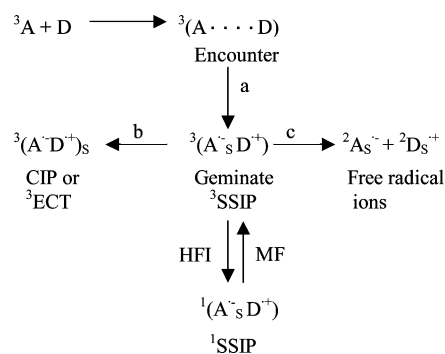 ³A + D ³(A · · · · D)
Encounter
a
³(A·⁻D·⁺)ₛ b ³(A·⁻ₛ D·⁺) c ²Aₛ·⁻ + ²Dₛ·⁺
CIP or Geminate Free radical
³ECT ³SSIP ions
HFI MF
¹(A·⁻ₛ D·⁺)
¹SSIP